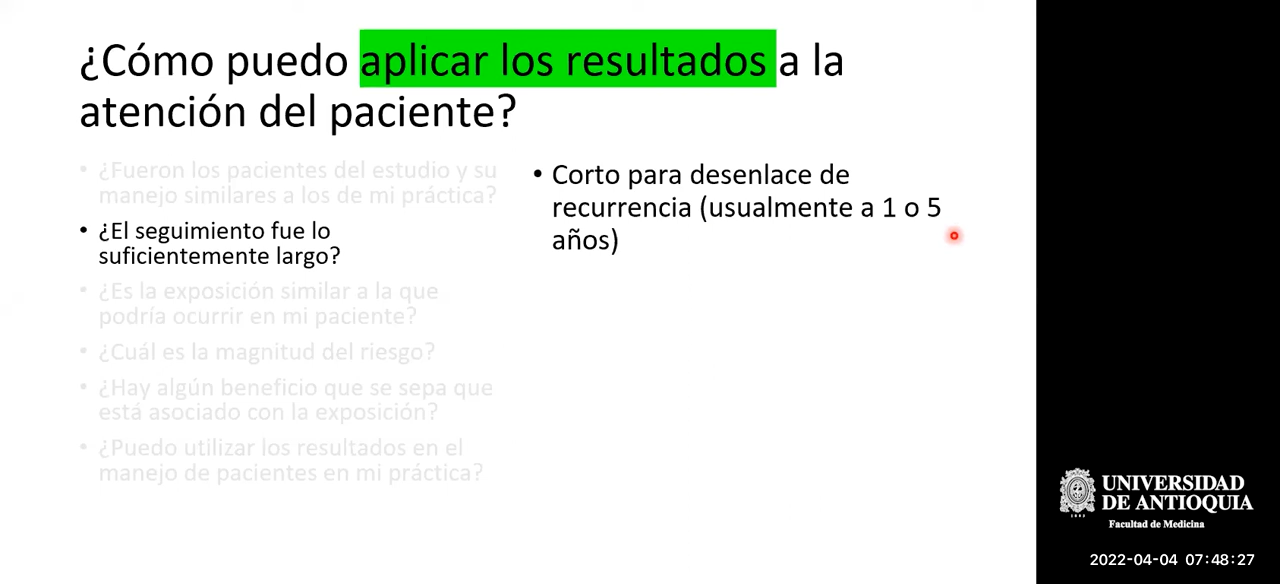 ¿Cómo puedo aplicar los resultados a la
atención del paciente?
• ¿Fueron los pacientes del estudio y su
manejo similares a los de mi práctica?
• ¿El seguimiento fue lo
suficientemente largo?
• ¿Es la exposición similar a la que
podría ocurrir en mi paciente?
• ¿Cuál es la magnitud del riesgo?
• ¿Hay algún beneficio que se sepa que
está asociado con la exposición?
• ¿Puedo utilizar los resultados en el
manejo de pacientes en mi práctica?
• Corto para desenlace de
recurrencia (usualmente a 1 o 5
años)
UNIVERSIDAD
DE ANTIOQUIA
Facultad de Medicina
1803
2022-04-04 07:48:27